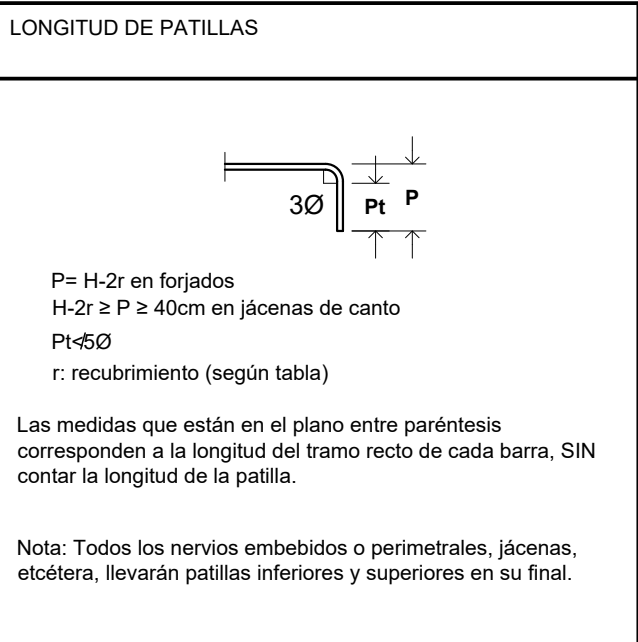 LONGITUD DE PATILLAS
3Ø
Pt
P
P= H-2r en forjados
H-2r ≥ P ≥ 40cm en jácenas de canto
Pt≮5Ø
r: recubrimiento (según tabla)
Las medidas que están en el plano entre paréntesis
corresponden a la longitud del tramo recto de cada barra, SIN
contar la longitud de la patilla.
Nota: Todos los nervios embebidos o perimetrales, jácenas,
etcétera, llevarán patillas inferiores y superiores en su final.